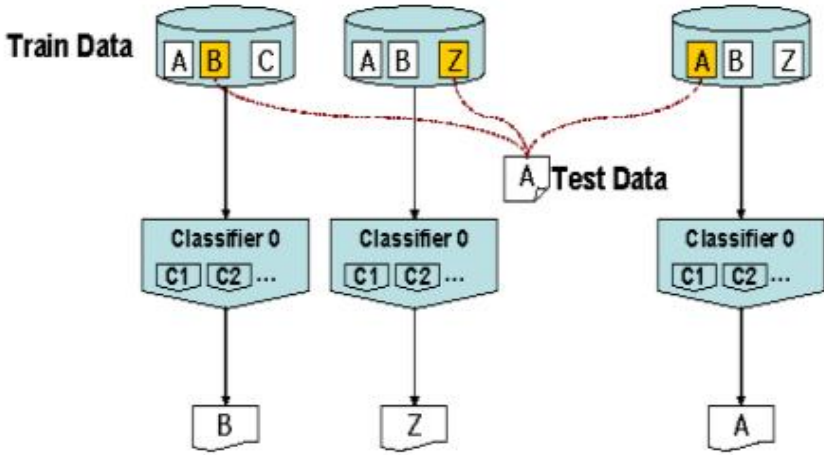 Train Data
A B C
A B Z
A B Z
A Test Data
Classifier 0
C1 C2 ...
Classifier 0
C1 C2 ...
Classifier 0
C1 C2 ...
B
Z
A